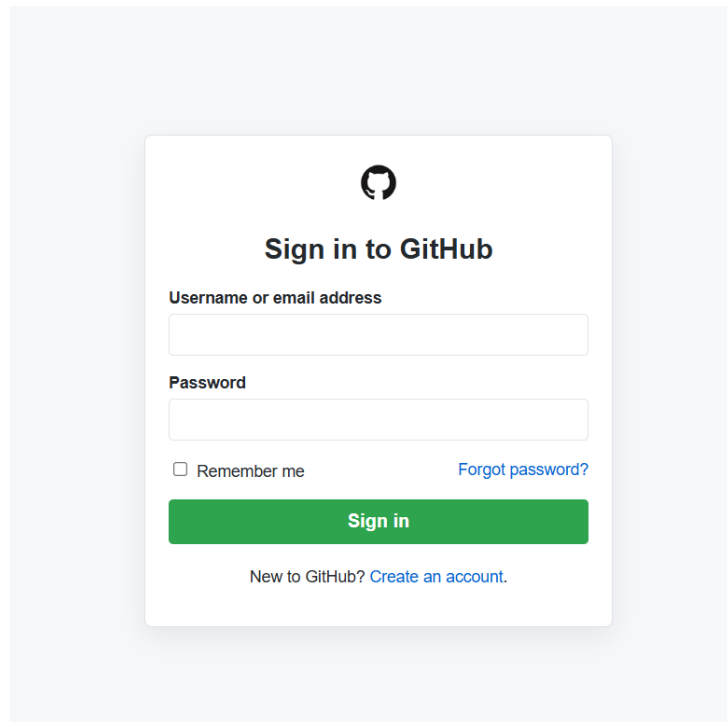 Sign in to GitHub
Username or email address
Password
Remember me Forgot password?
Sign in
New to GitHub? Create an account.